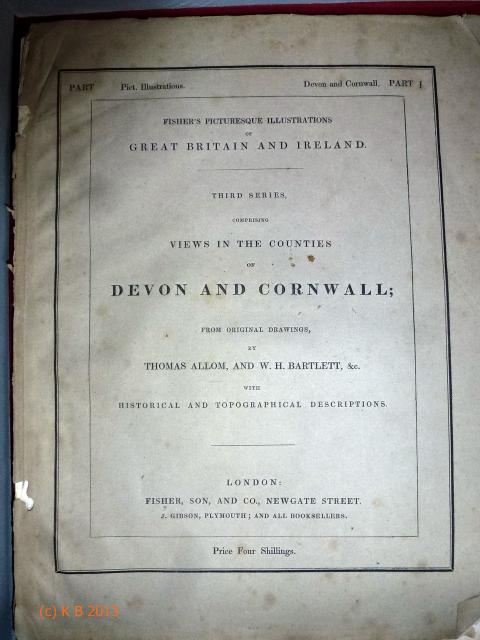 PART Pict. Illustrations. Devon and Cornwall. PART 1
FISHER'S PICTURESQUE ILLUSTRATIONS
OF
GREAT BRITAIN AND IRELAND.
THIRD SERIES,
COMPRISING
VIEWS IN THE COUNTIES
OF
DEVON AND CORNWALL;
FROM ORIGINAL DRAWINGS,
BY
THOMAS ALLOM, AND W. H. BARTLETT, &c.
WITH
HISTORICAL AND TOPOGRAPHICAL DESCRIPTIONS.
LONDON:
FISHER, SON, AND CO., NEWGATE STREET.
J. GIBSON, PLYMOUTH; AND ALL BOOKSELLERS.
Price Four Shillings.
(c) K B 2013